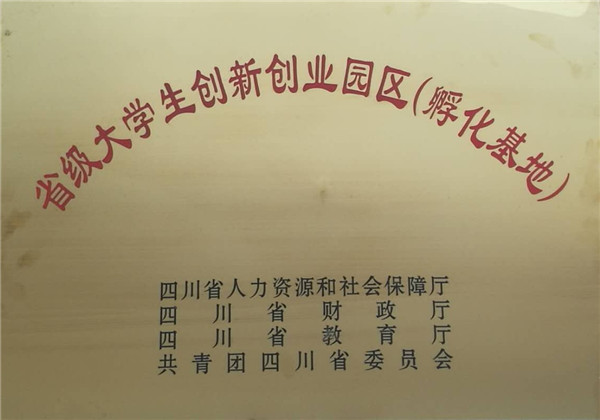 省级大学生创新创业园区(孵化基地)
四川省人力资源和社会保障厅
四川省财政厅
四川省教育厅
共青团四川省委员会